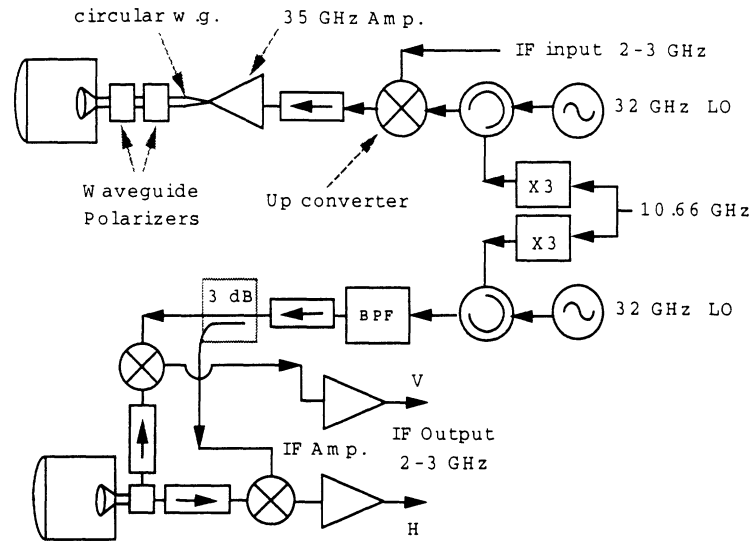 circular w.g.
35 GHz Amp.
IF input 2-3 GHz
32 GHz LO
Waveguide
Polarizers
Up converter
X3
10.66 GHz
X3
3 dB
BPF
32 GHz LO
V
IF Amp.
IF Output
2-3 GHz
H